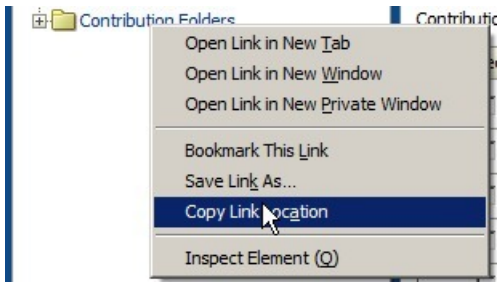 Contribution Folders
Contributio
Open Link in New Tab
Open Link in New Window
Open Link in New Private Window
Bookmark This Link
Save Link As...
Copy Link Location
Inspect Element (Q)